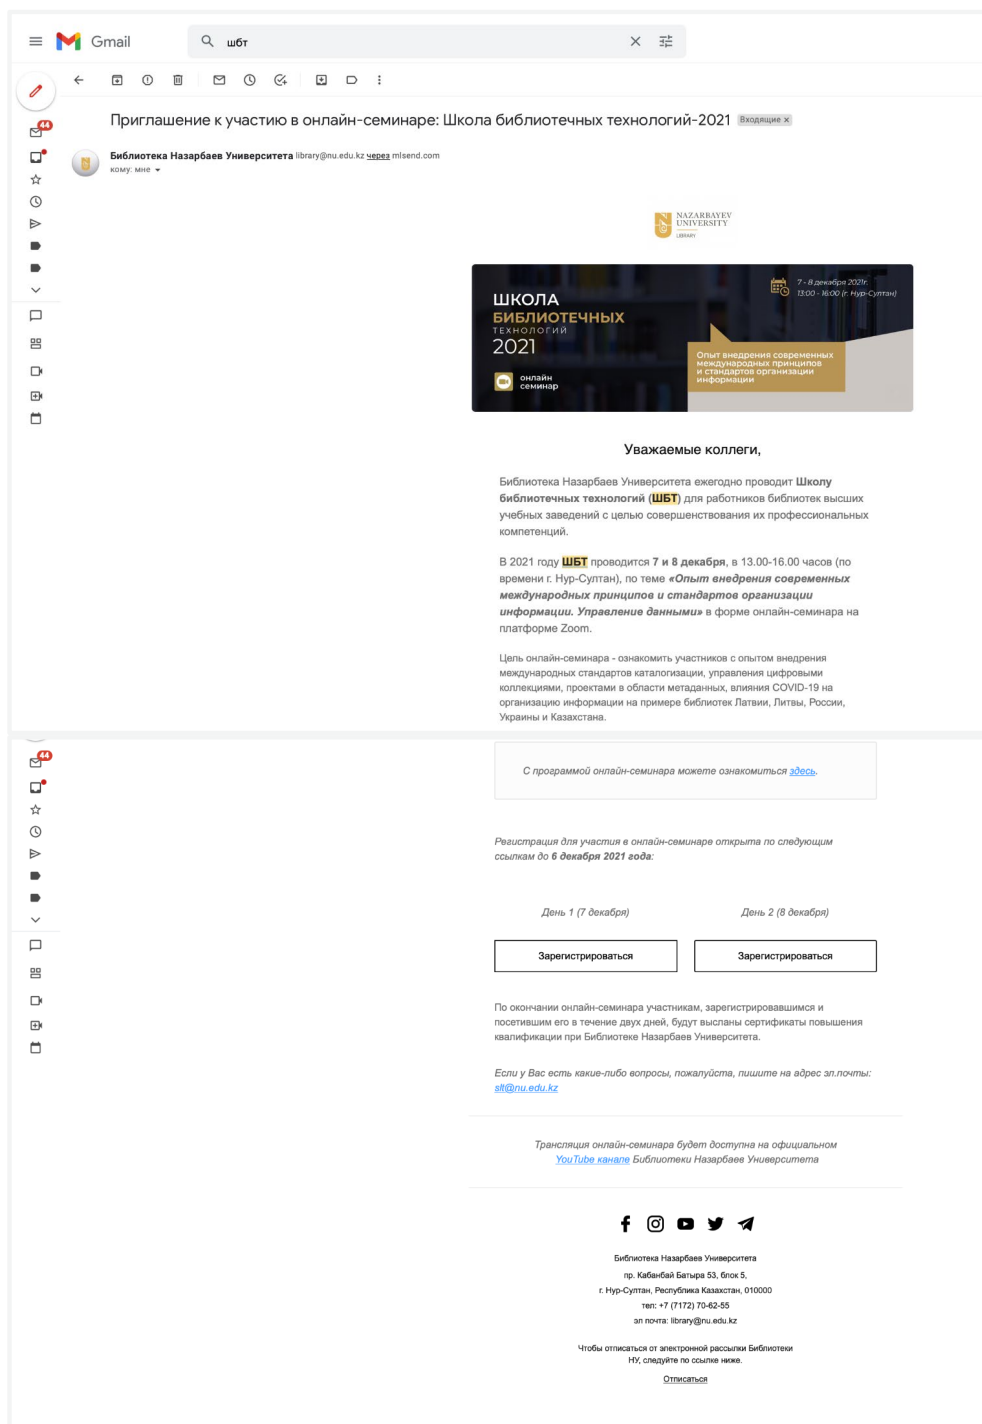 Gmail
шбт
Приглашение к участию в онлайн-семинаре: Школа библиотечных технологий-2021 Входящие x
Библиотека Назарбаев Университета library@nu.edu.kz через mlsend.com
кому: мне
44
NAZARBAYEV
UNIVERSITY
LIBRARY
7 - 8 декабря 2021г.
13:00 - 16:00 (г. Нур-Султан)
ШКОЛА
БИБЛИОТЕЧНЫХ
ТЕХНОЛОГИЙ
2021
онлайн
семинар
Опыт внедрения современных
международных принципов
и стандартов организации
информации
Уважаемые коллеги,
Библиотека Назарбаев Университета ежегодно проводит Школу
библиотечных технологий (ШБТ) для работников библиотек высших
учебных заведений с целью совершенствования их профессиональных
компетенций.
В 2021 году ШБТ проводится 7 и 8 декабря, в 13.00-16.00 часов (по
времени г. Нур-Султан), по теме «Опыт внедрения современных
международных принципов и стандартов организации
информации. Управление данными» в форме онлайн-семинара на
платформе Zoom.
Цель онлайн-семинара - ознакомить участников с опытом внедрения
международных стандартов каталогизации, управления цифровыми
коллекциями, проектами в области метаданных, влияния COVID-19 на
организацию информации на примере библиотек Латвии, Литвы, России,
Украины и Казахстана.
44
С программой онлайн-семинара можете ознакомиться здесь.
Регистрация для участия в онлайн-семинаре открыта по следующим
ссылкам до 6 декабря 2021 года:
День 1 (7 декабря) День 2 (8 декабря)
Зарегистрироваться Зарегистрироваться
По окончании онлайн-семинара участникам, зарегистрировавшимся и
посетившим его в течение двух дней, будут высланы сертификаты повышения
квалификации при Библиотеке Назарбаев Университета.
Если у Вас есть какие-либо вопросы, пожалуйста, пишите на адрес эл.почты:
slt@nu.edu.kz
Трансляция онлайн-семинара будет доступна на официальном
YouTube канале Библиотеки Назарбаев Университета
Библиотека Назарбаев Университета
пр. Кабанбай Батыра 53, блок 5,
г. Нур-Султан, Республика Казахстан, 010000
тел: +7 (7172) 70-62-55
эл почта: library@nu.edu.kz
Чтобы отписаться от электронной рассылки Библиотеки
НУ, следуйте по ссылке ниже.
Отписаться